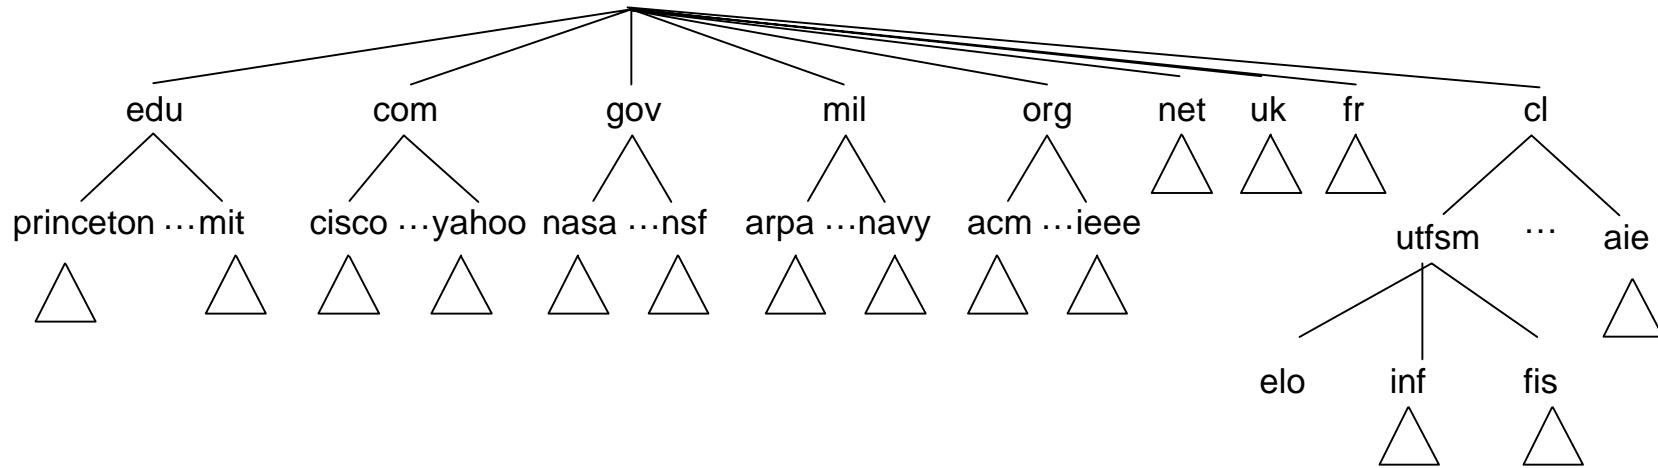 edu com gov mil org net uk fr cl
princeton …mit cisco …yahoo nasa …nsf arpa …navy acm …ieee
utfsm … aie
elo inf fis